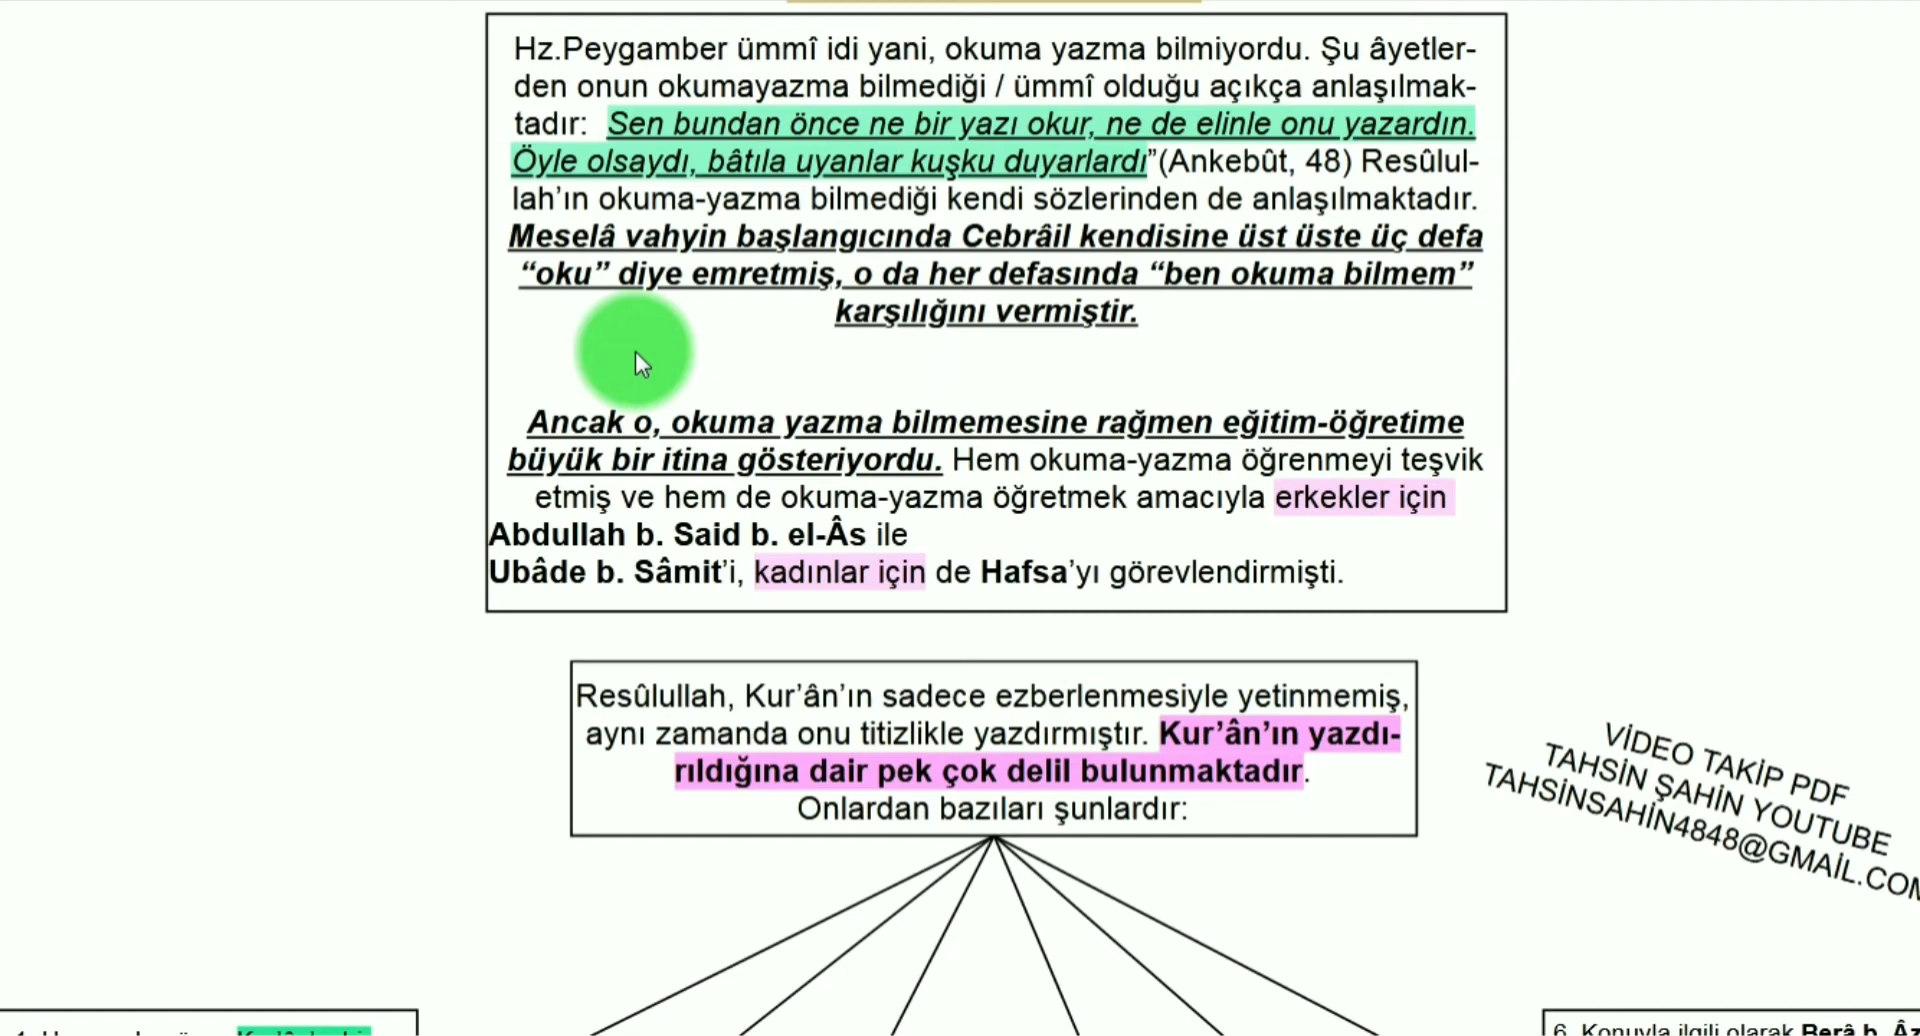 Hz.Peygamber ümmî idi yani, okuma yazma bilmiyordu. Şu âyetler-
den onun okumayazma bilmediği / ümmî olduğu açıkça anlaşılmak-
tadır: Sen bundan önce ne bir yazı okur, ne de elinle onu yazardın.
Öyle olsaydı, bâtıla uyanlar kuşku duyarlardı”(Ankebût, 48) Resûlul-
lah’ın okuma-yazma bilmediği kendi sözlerinden de anlaşılmaktadır.
Meselâ vahyin başlangıcında Cebrâil kendisine üst üste üç defa
“oku” diye emretmiş, o da her defasında “ben okuma bilmem”
karşılığını vermiştir.
Ancak o, okuma yazma bilmemesine rağmen eğitim-öğretime
büyük bir itina gösteriyordu. Hem okuma-yazma öğrenmeyi teşvik
etmiş ve hem de okuma-yazma öğretmek amacıyla erkekler için
Abdullah b. Said b. el-Âs ile
Ubâde b. Sâmit’i, kadınlar için de Hafsa’yı görevlendirmişti.
Resûlullah, Kur’ân’ın sadece ezberlenmesiyle yetinmemiş,
aynı zamanda onu titizlikle yazdırmıştır. Kur’ân’ın yazdı-
rıldığına dair pek çok delil bulunmaktadır.
Onlardan bazıları şunlardır:
VİDEO TAKİP PDF
TAHSİN ŞAHİN YOUTUBE
TAHSİNSAHİN4848@GMAİL.COM
6. Konuyla ilgili olarak Berâ b. Âz